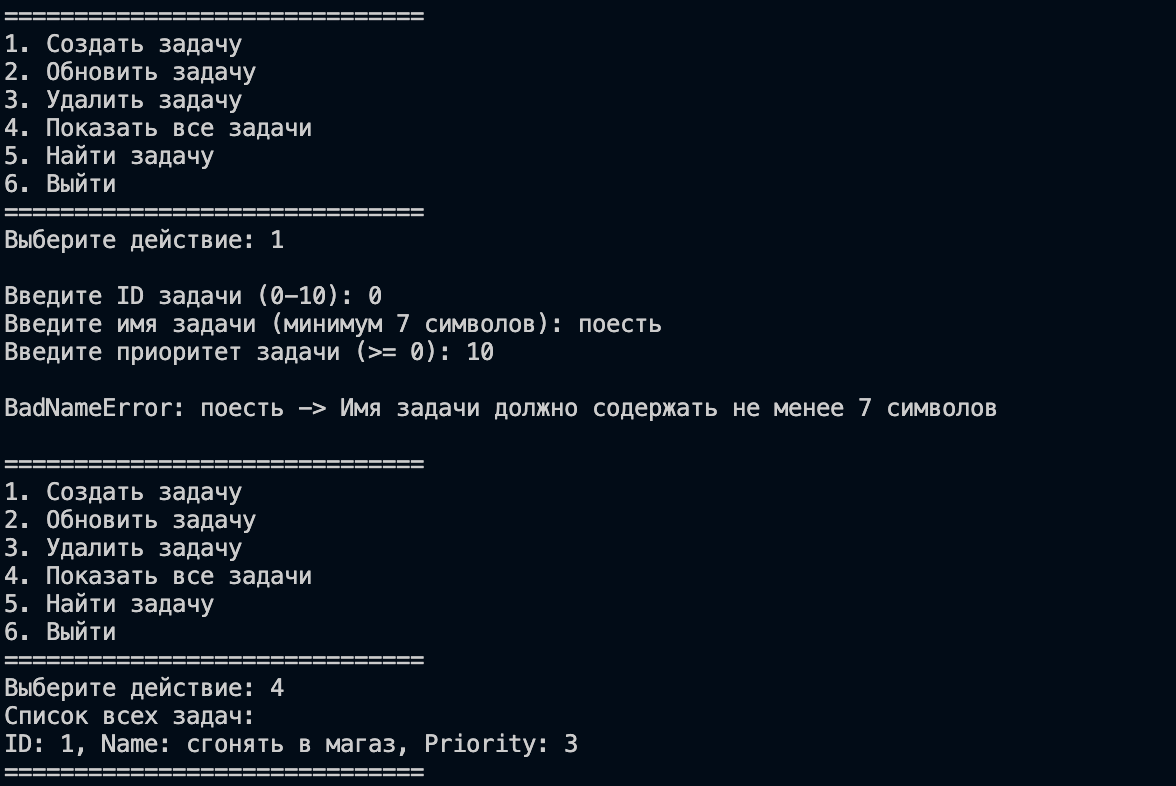 ==============================
1. Создать задачу
2. Обновить задачу
3. Удалить задачу
4. Показать все задачи
5. Найти задачу
6. Выйти
==============================
Выберите действие: 1
Введите ID задачи (0-10): 0
Введите имя задачи (минимум 7 символов): поесть
Введите приоритет задачи (>= 0): 10
BadNameError: поесть -> Имя задачи должно содержать не менее 7 символов
==============================
1. Создать задачу
2. Обновить задачу
3. Удалить задачу
4. Показать все задачи
5. Найти задачу
6. Выйти
==============================
Выберите действие: 4
Список всех задач:
ID: 1, Name: сгонять в магаз, Priority: 3
==============================